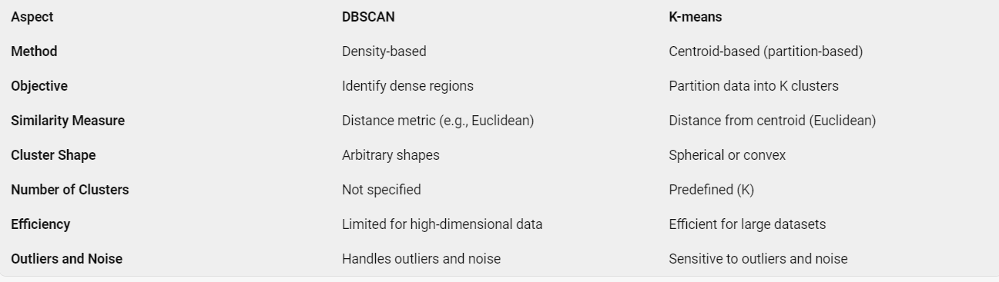 Aspect DBSCAN K-means
Method Density-based Centroid-based (partition-based)
Objective Identify dense regions Partition data into K clusters
Similarity Measure Distance metric (e.g., Euclidean) Distance from centroid (Euclidean)
Cluster Shape Arbitrary shapes Spherical or convex
Number of Clusters Not specified Predefined (K)
Efficiency Limited for high-dimensional data Efficient for large datasets
Outliers and Noise Handles outliers and noise Sensitive to outliers and noise